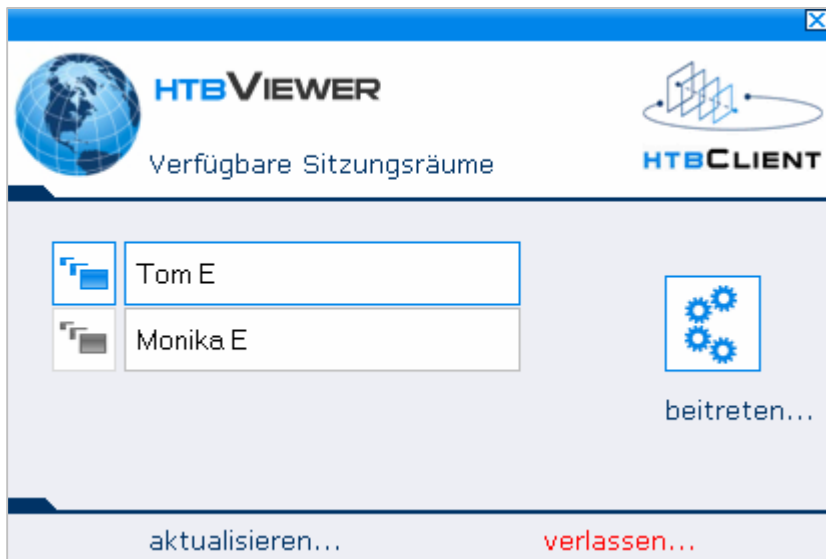 HTBVIEWER
Verfügbare Sitzungsräume
HTBCLIENT
Tom E
Monika E
beitreten...
aktualisieren...
verlassen...